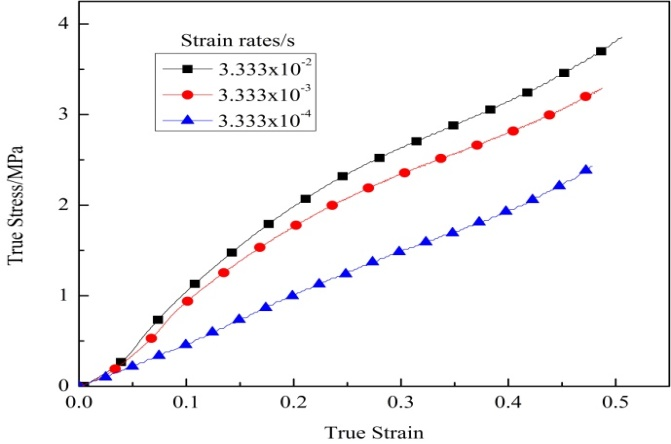 4
3
2
1
0
0.0 0.1 0.2 0.3 0.4 0.5
True Stress/MPa
True Strain
Strain rates/s
3.333x10⁻²
3.333x10⁻³
3.333x10⁻⁴